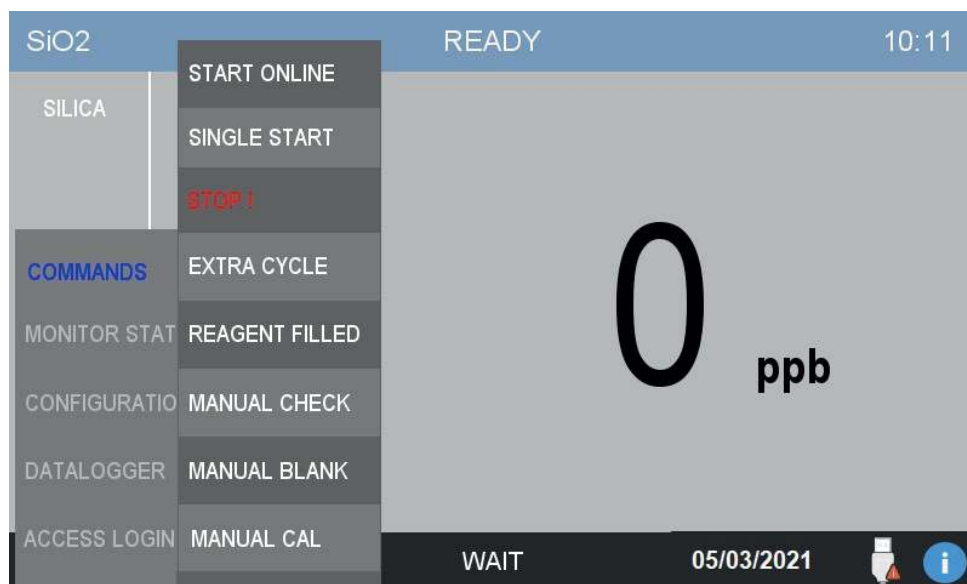 SiO2 READY 10:11
SILICA
START ONLINE
SINGLE START
STOP !
EXTRA CYCLE
REAGENT FILLED
MANUAL CHECK
MANUAL BLANK
MANUAL CAL
COMMANDS
MONITOR STAT
CONFIGURATIO
DATALOGGER
ACCESS LOGIN
0 ppb
WAIT 05/03/2021 i